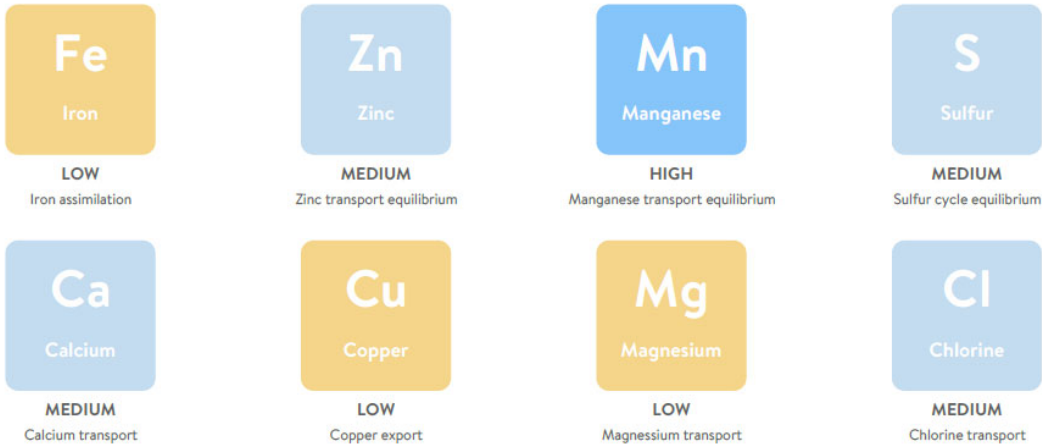 Fe
Iron
LOW
Iron assimilation
Zn
Zinc
MEDIUM
Zinc transport equilibrium
Mn
Manganese
HIGH
Manganese transport equilibrium
S
Sulfur
MEDIUM
Sulfur cycle equilibrium
Ca
Calcium
MEDIUM
Calcium transport
Cu
Copper
LOW
Copper export
Mg
Magnesium
LOW
Magnessium transport
Cl
Chlorine
MEDIUM
Chlorine transport